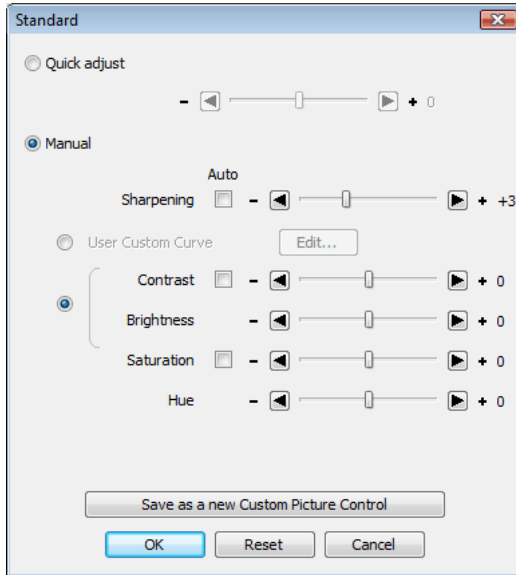 Standard
Quick adjust
- + 0
Manual
Auto
Sharpening - + +3
User Custom Curve Edit...
Contrast - + 0
Brightness - + 0
Saturation - + 0
Hue - + 0
Save as a new Custom Picture Control
OK Reset Cancel